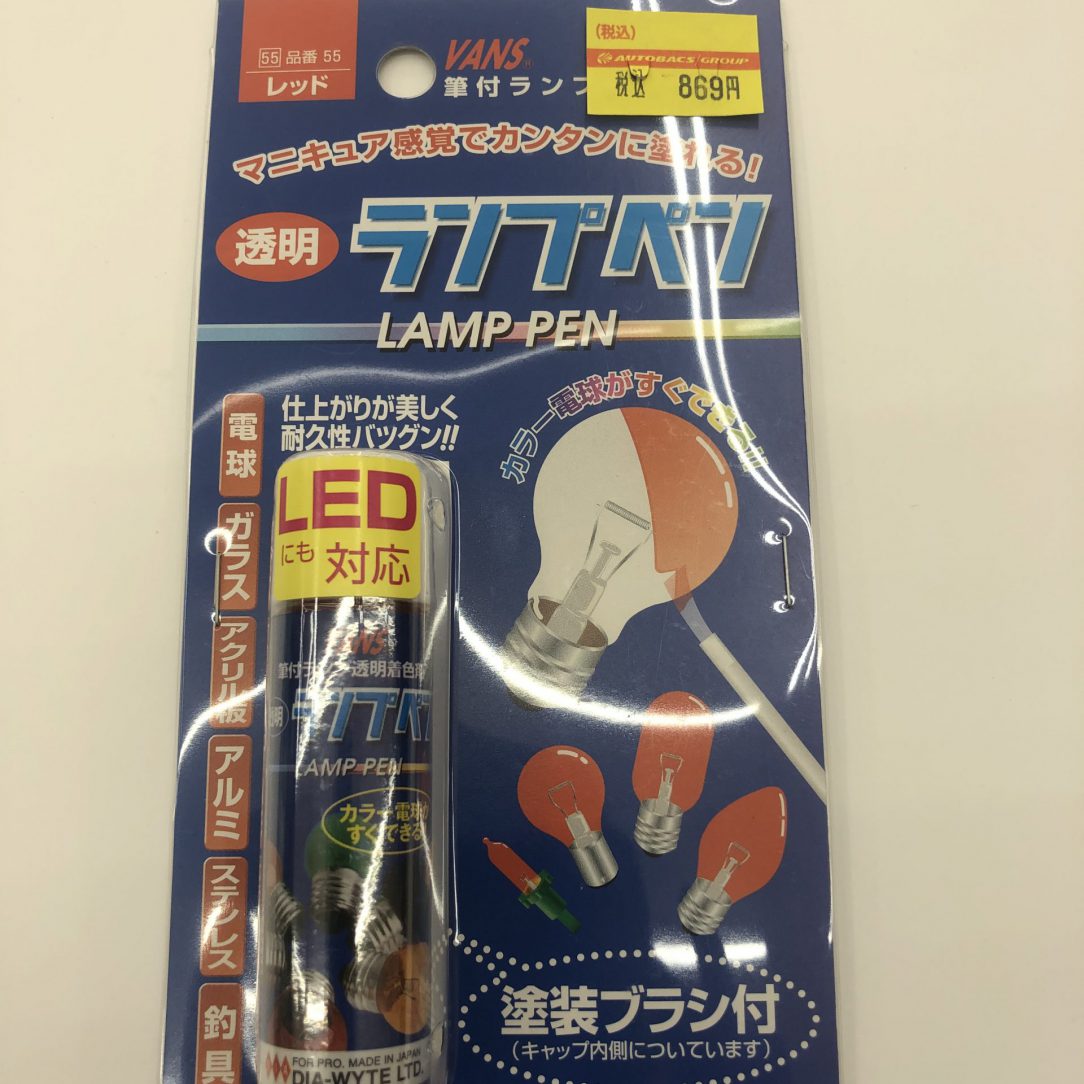 55 品番 55
レッド
VANS®
筆付ランプ
(税込)
AUTOBACS GROUP
税込 869円
マニキュア感覚でカンタンに塗れる!
透明
ランプペン
LAMP PEN
仕上がりが美しく
耐久性バツグン!!
カラー電球がすぐできる!!
電球
ガラス
アクリル板
アルミ
ステンレス
釣具
LEDにも対応
VANS
透明着色
ランプペン
LAMP PEN
カラー電球が
すぐできる
FOR PRO. MADE IN JAPAN
DIA-WYTE LTD.
塗装ブラシ付
(キャップ内側についています)